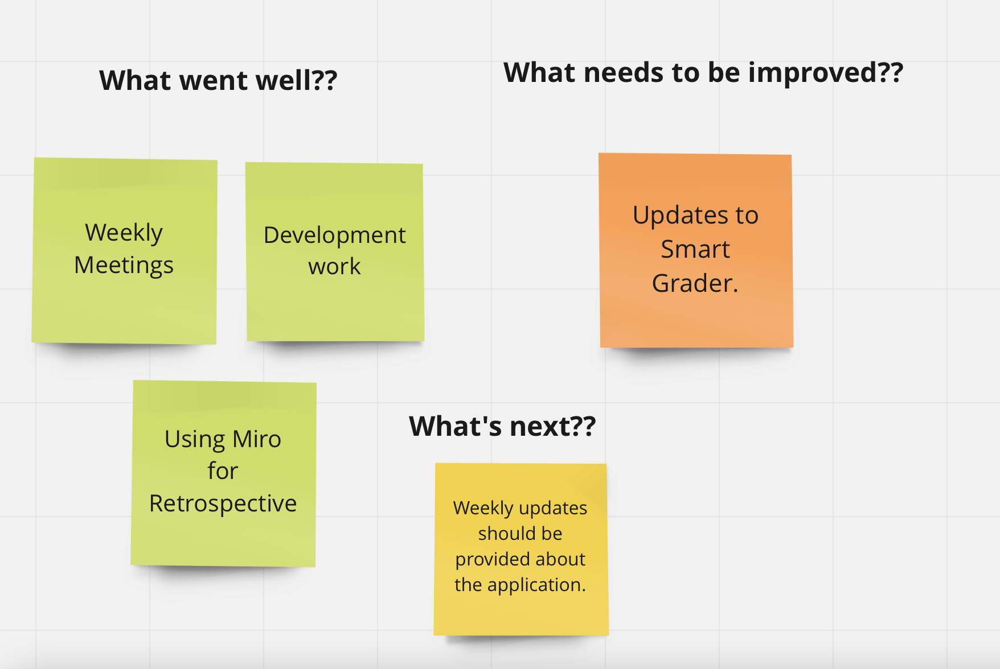 What went well??
Weekly
Meetings
Development
work
Using Miro
for
Retrospective
What needs to be improved??
Updates to
Smart
Grader.
What's next??
Weekly updates
should be
provided about
the application.